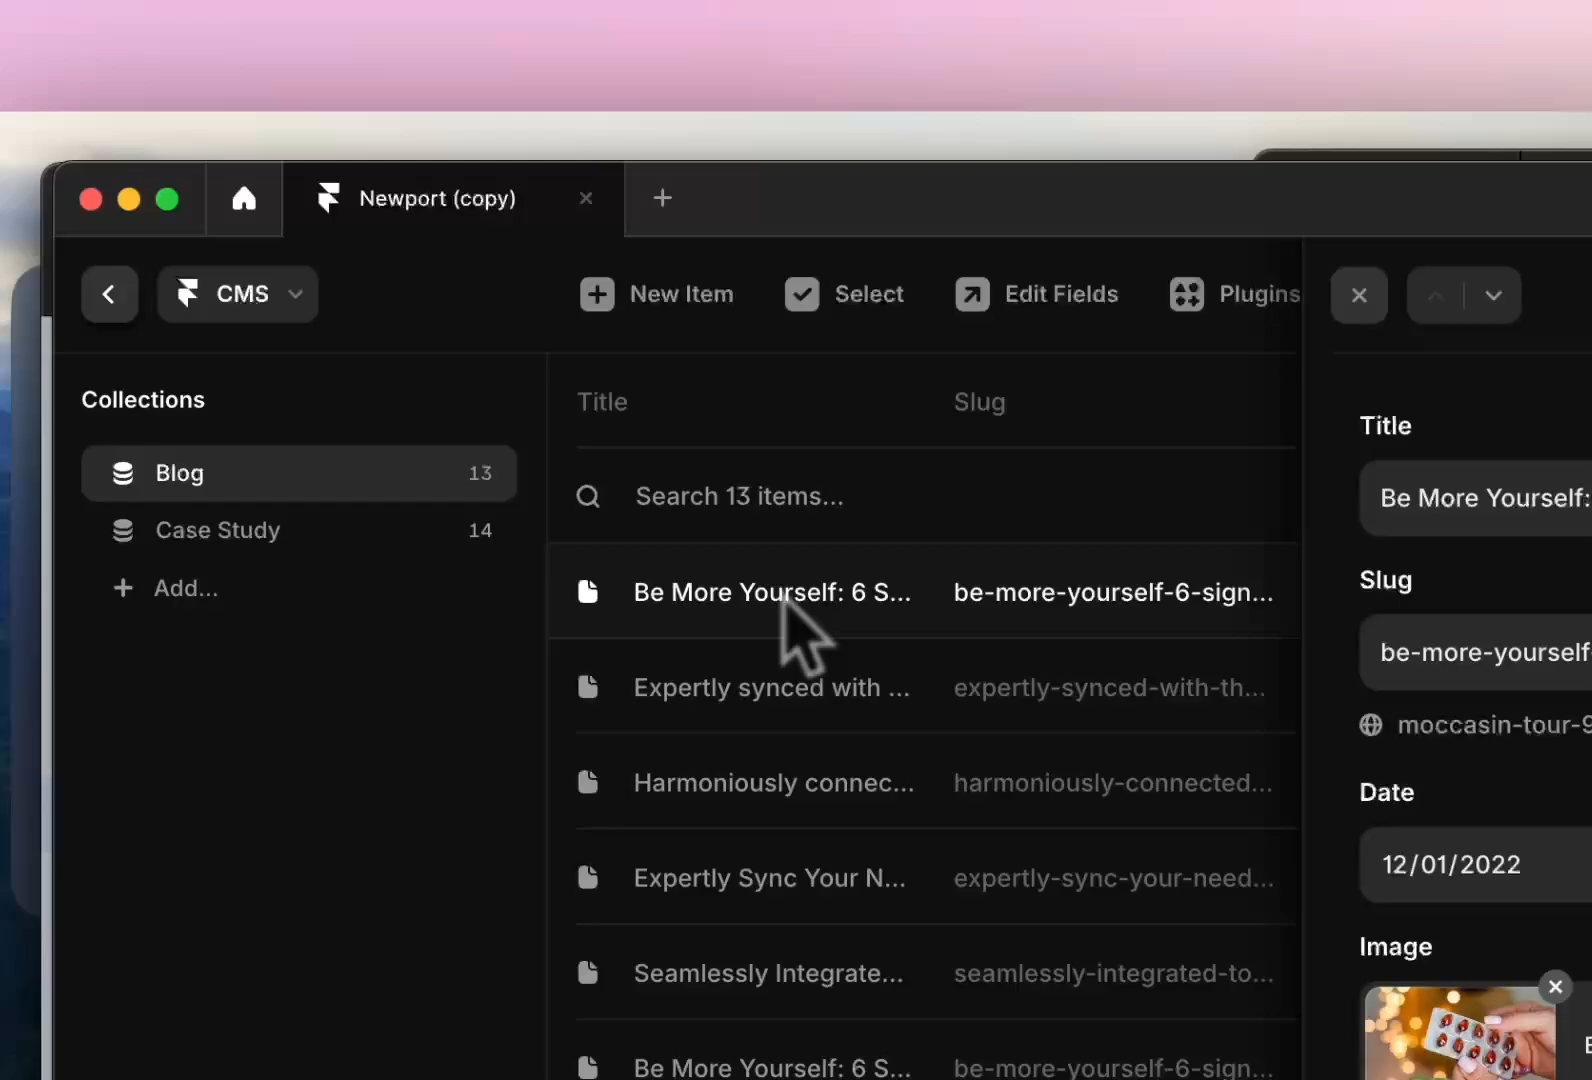 Newport (copy)
CMS
New Item
Select
Edit Fields
Plugins
Collections
Blog 13
Case Study 14
Add...
Title Slug
Search 13 items...
Be More Yourself: 6 S... be-more-yourself-6-sign...
Expertly synced with ... expertly-synced-with-th...
Harmoniously connec... harmoniously-connected...
Expertly Sync Your N... expertly-sync-your-need...
Seamlessly Integrate... seamlessly-integrated-to...
Be More Yourself: 6 S... be-more-yourself-6-sign...
Title
Be More Yourself:
Slug
be-more-yourself
moccasin-tour-9
Date
12/01/2022
Image